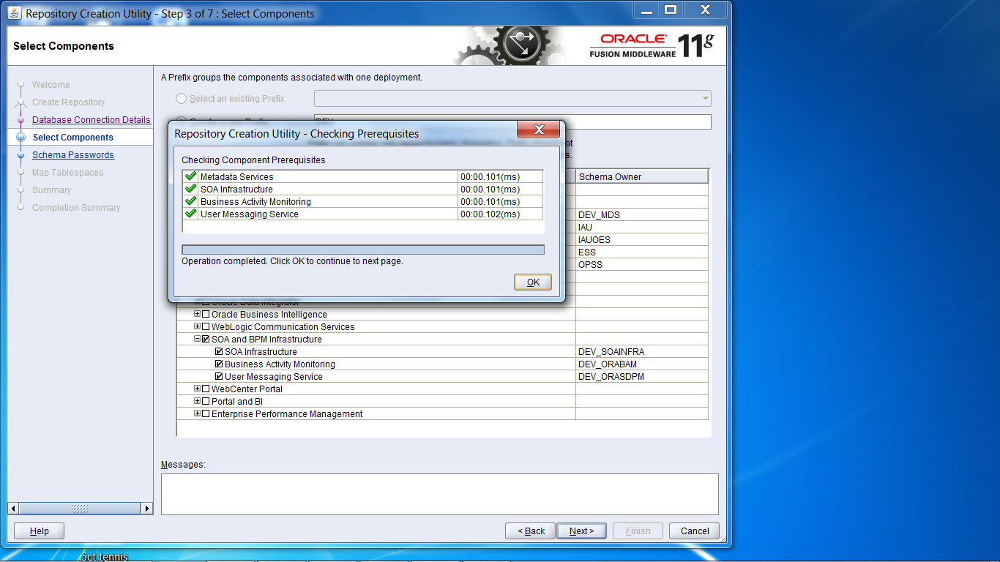 Repository Creation Utility - Step 3 of 7 : Select Components
Select Components
ORACLE
FUSION MIDDLEWARE 11g
Welcome
Create Repository
Database Connection Details
Select Components
Schema Passwords
Map Tablespaces
Summary
Completion Summary
A Prefix groups the components associated with one deployment.
Select an existing Prefix
Repository Creation Utility - Checking Prerequisites
Checking Component Prerequisites
Metadata Services 00:00.101(ms)
SOA Infrastructure 00:00.101(ms)
Business Activity Monitoring 00:00.101(ms)
User Messaging Service 00:00.102(ms)
Operation completed. Click OK to continue to next page.
OK
Schema Owner
DEV_MDS
IAU
IAUOES
ESS
OPSS
Oracle Data Integrator
Oracle Business Intelligence
WebLogic Communication Services
SOA and BPM Infrastructure
SOA Infrastructure DEV_SOAINFRA
Business Activity Monitoring DEV_ORABAM
User Messaging Service DEV_ORASDPM
WebCenter Portal
Portal and BI
Enterprise Performance Management
Messages:
Help
< Back
Next >
Finish
Cancel
5ct tennis